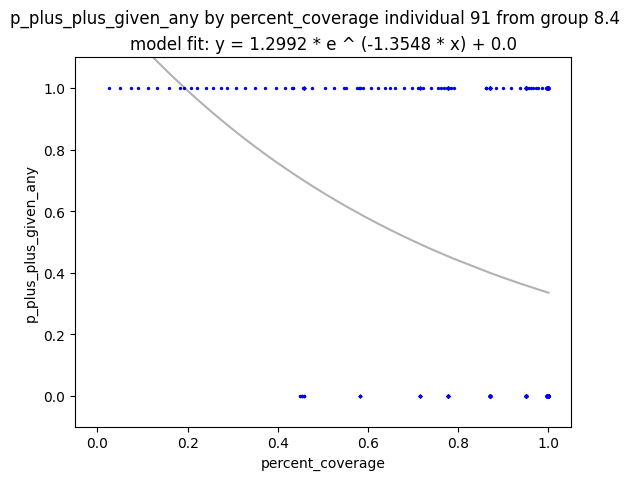 p_plus_plus_given_any by percent_coverage individual 91 from group 8.4
model fit: y = 1.2992 * e ^ (-1.3548 * x) + 0.0
1.0
0.8
0.6
0.4
0.2
0.0
p_plus_plus_given_any
0.0 0.2 0.4 0.6 0.8 1.0
percent_coverage